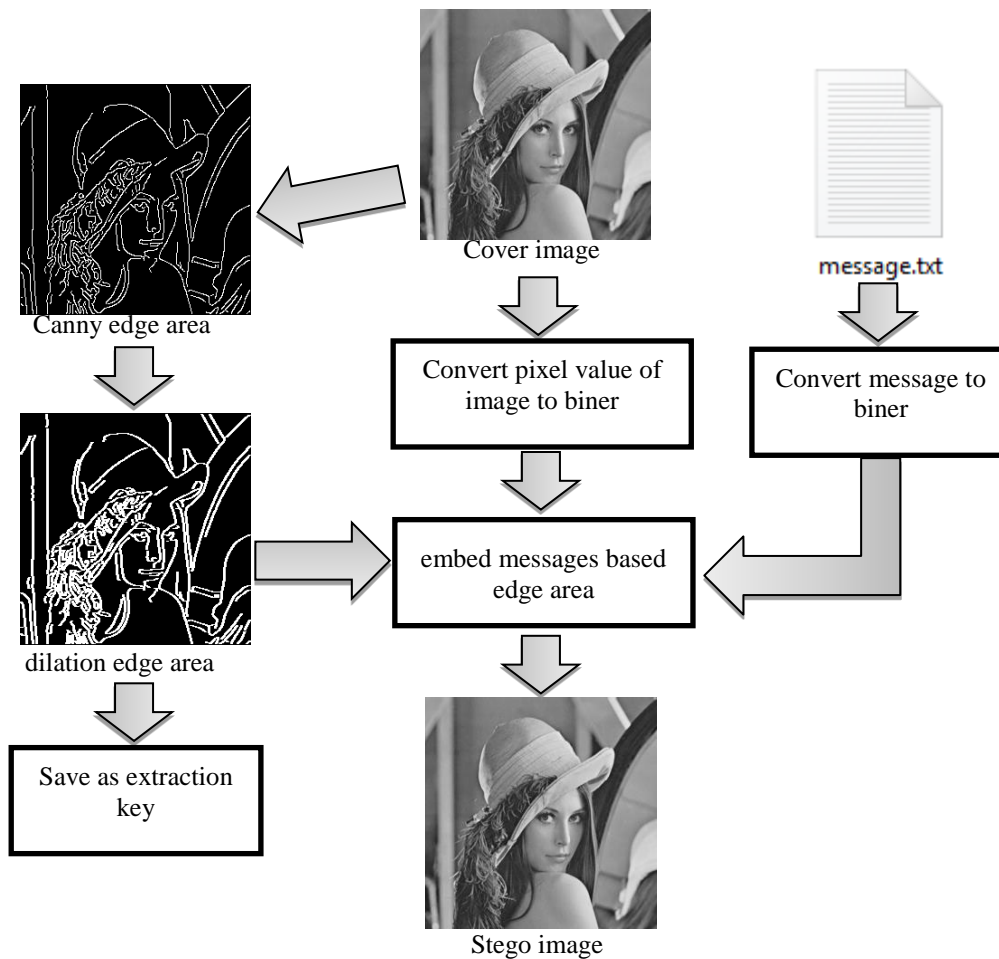 Cover image
message.txt
Canny edge area
Convert pixel value of
image to biner
Convert message to
biner
embed messages based
edge area
dilation edge area
Save as extraction
key
Stego image